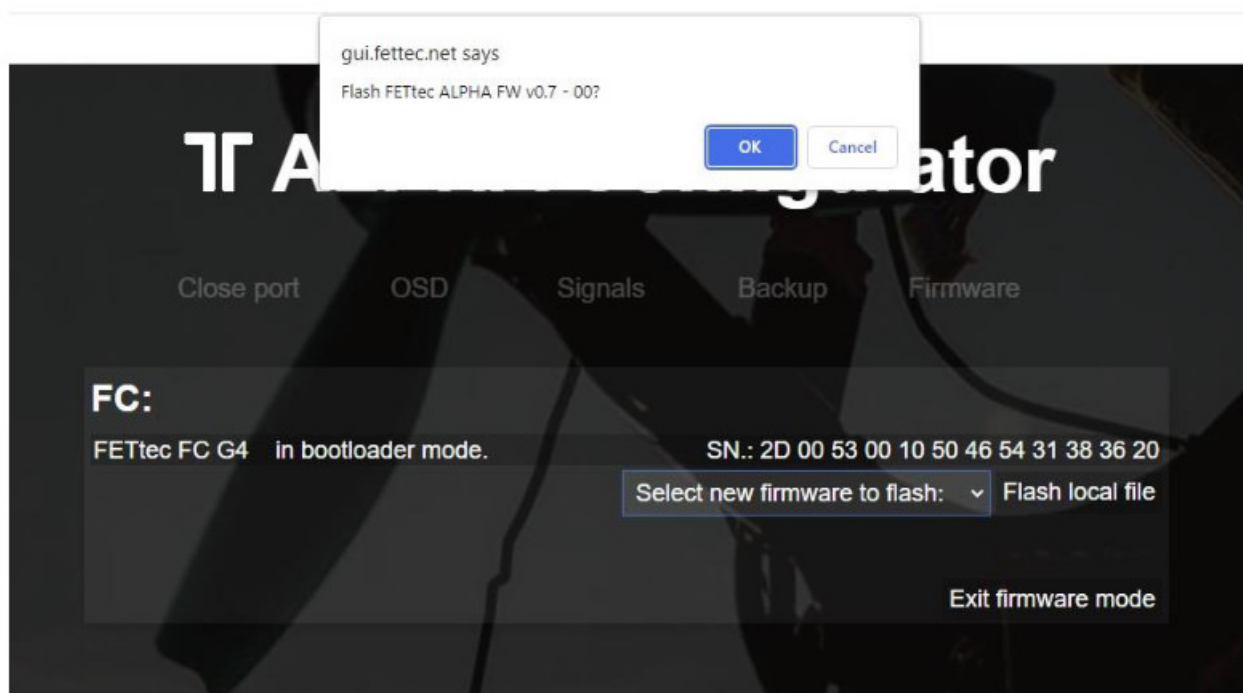 gui.fettec.net says
Flash FETtec ALPHA FW v0.7 - 00?
OK Cancel
Close port OSD Signals Backup Firmware
FC:
FETtec FC G4 in bootloader mode. SN.: 2D 00 53 00 10 50 46 54 31 38 36 20
Select new firmware to flash: Flash local file
Exit firmware mode